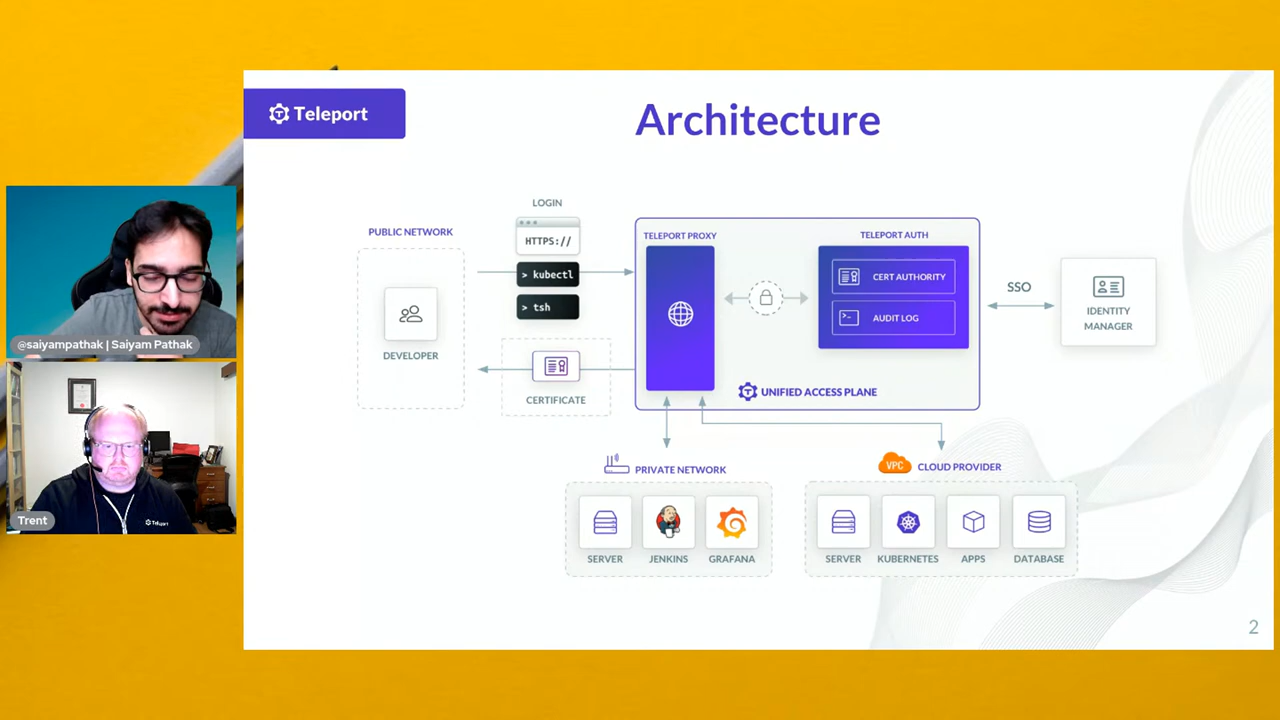 Teleport
Architecture
LOGIN
PUBLIC NETWORK
HTTPS://
> kubectl
> tsh
DEVELOPER
CERTIFICATE
TELEPORT PROXY
TELEPORT AUTH
CERT AUTHORITY
AUDIT LOG
UNIFIED ACCESS PLANE
SSO
IDENTITY
MANAGER
PRIVATE NETWORK
SERVER
JENKINS
GRAFANA
VPC
CLOUD PROVIDER
SERVER
KUBERNETES
APPS
DATABASE
2
@saiyampathak | Saiyam Pathak
Trent
Teleport